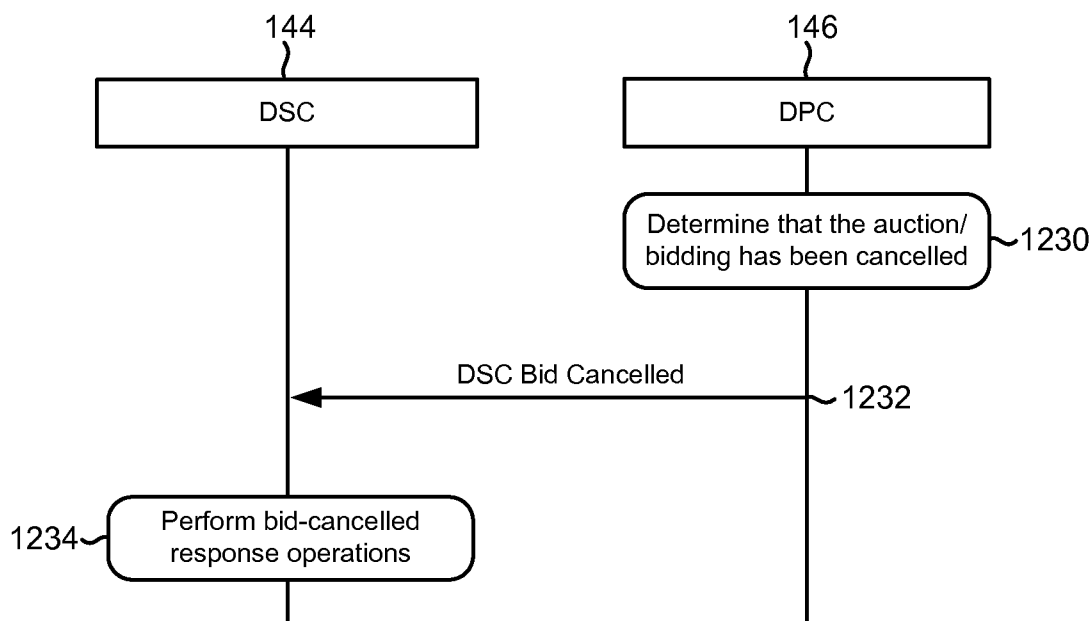 144
146
DSC
DPC
Determine that the auction/
bidding has been cancelled
1230
DSC Bid Cancelled
1232
Perform bid-cancelled
response operations
1234